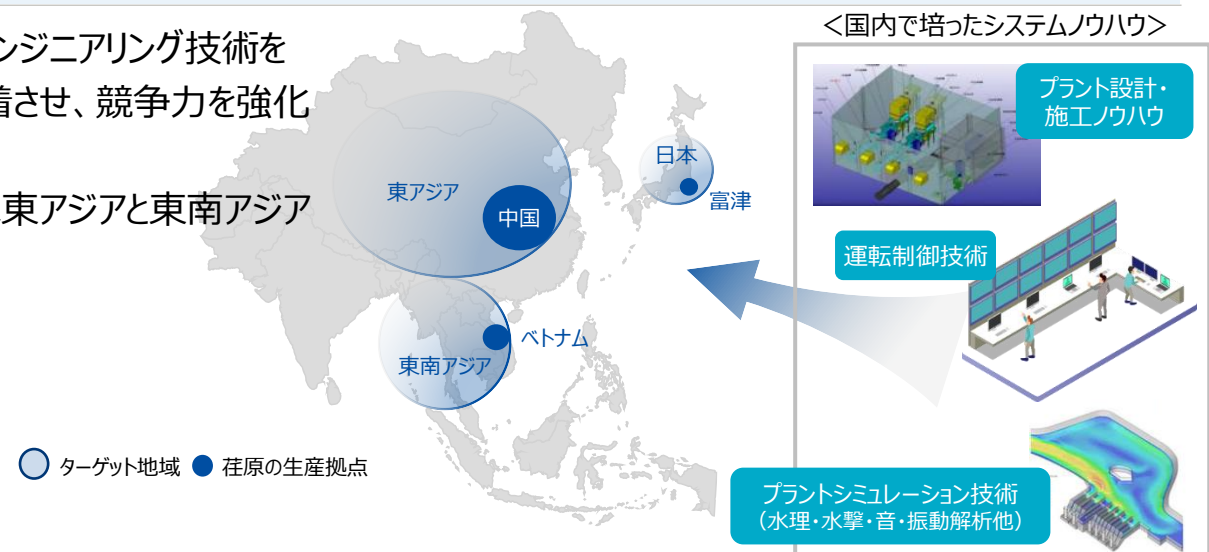 ンジニアリング技術を
着させ、競争力を強化
東アジアと東南アジア
＜国内で培ったシステムノウハウ＞
プラント設計・
施工ノウハウ
日本
富津
東アジア
中国
運転制御技術
ベトナム
東南アジア
ターゲット地域
荏原の生産拠点
プラントシミュレーション技術
（水理・水撃・音・振動解析他）